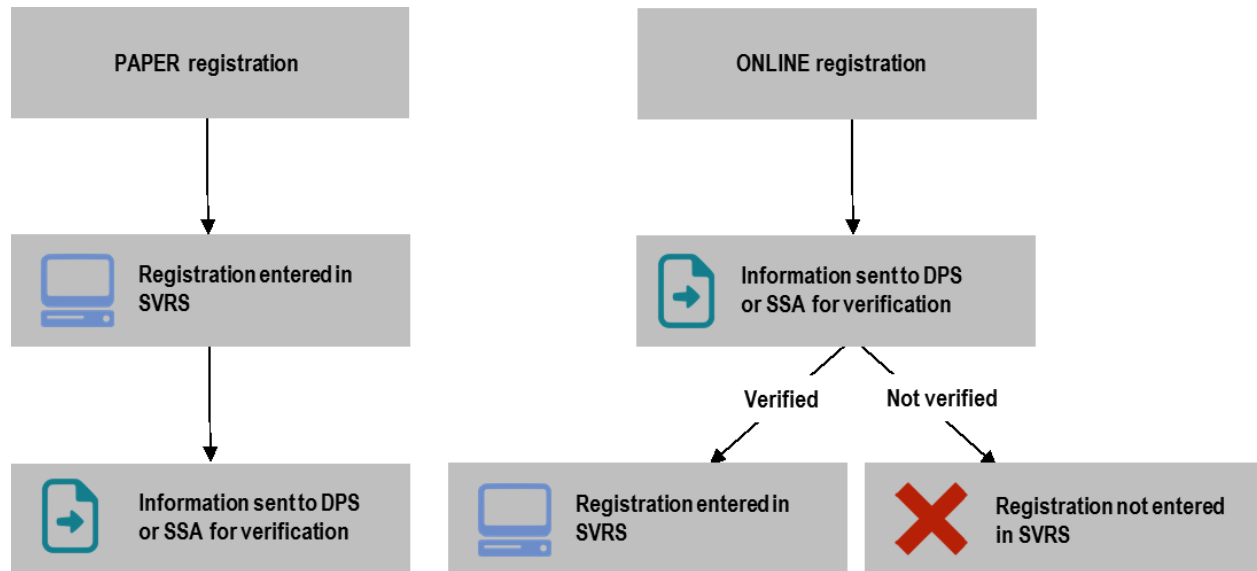 PAPER registration
Registration entered in
SVRS
Information sent to DPS
or SSA for verification
ONLINE registration
Information sent to DPS
or SSA for verification
Verified
Not verified
Registration entered in
SVRS
Registration not entered
in SVRS